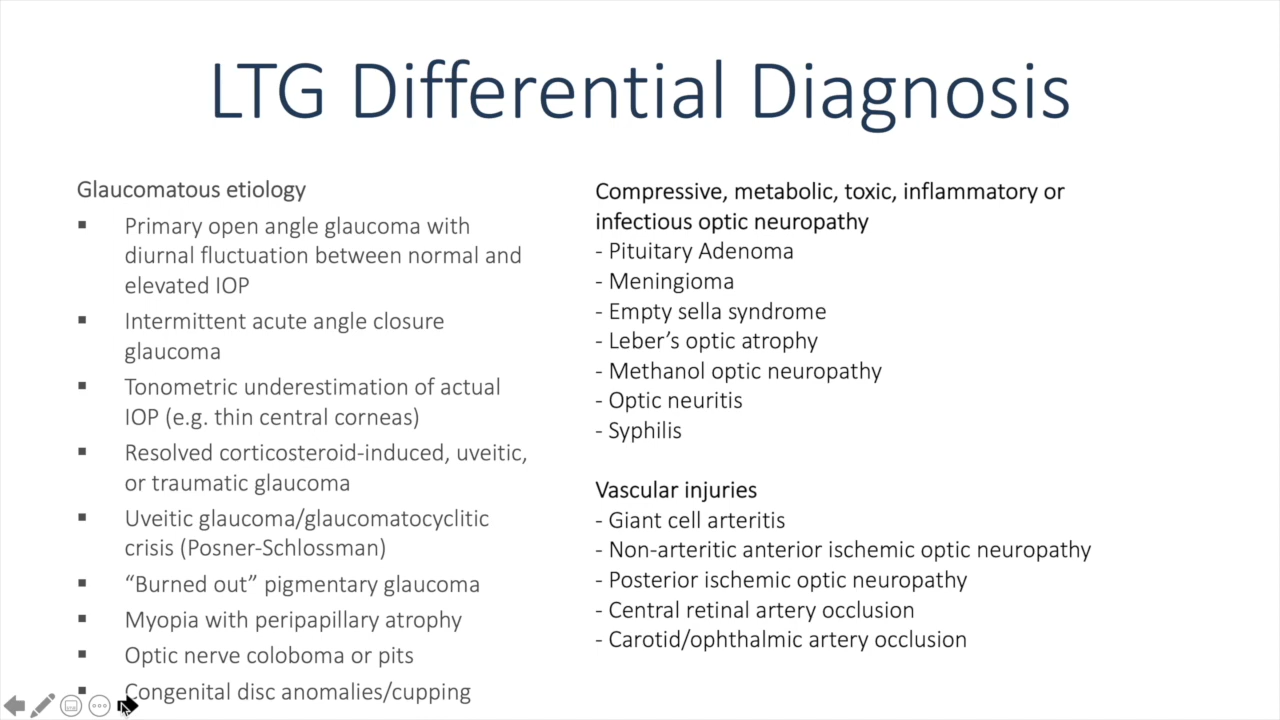 LTG Differential Diagnosis
Glaucomatous etiology
▪ Primary open angle glaucoma with
diurnal fluctuation between normal and
elevated IOP
▪ Intermittent acute angle closure
glaucoma
▪ Tonometric underestimation of actual
IOP (e.g. thin central corneas)
▪ Resolved corticosteroid-induced, uveitic,
or traumatic glaucoma
▪ Uveitic glaucoma/glaucomatocyclitic
crisis (Posner-Schlossman)
▪ “Burned out” pigmentary glaucoma
▪ Myopia with peripapillary atrophy
▪ Optic nerve coloboma or pits
▪ Congenital disc anomalies/cupping
Compressive, metabolic, toxic, inflammatory or
infectious optic neuropathy
- Pituitary Adenoma
- Meningioma
- Empty sella syndrome
- Leber’s optic atrophy
- Methanol optic neuropathy
- Optic neuritis
- Syphilis
Vascular injuries
- Giant cell arteritis
- Non-arteritic anterior ischemic optic neuropathy
- Posterior ischemic optic neuropathy
- Central retinal artery occlusion
- Carotid/ophthalmic artery occlusion